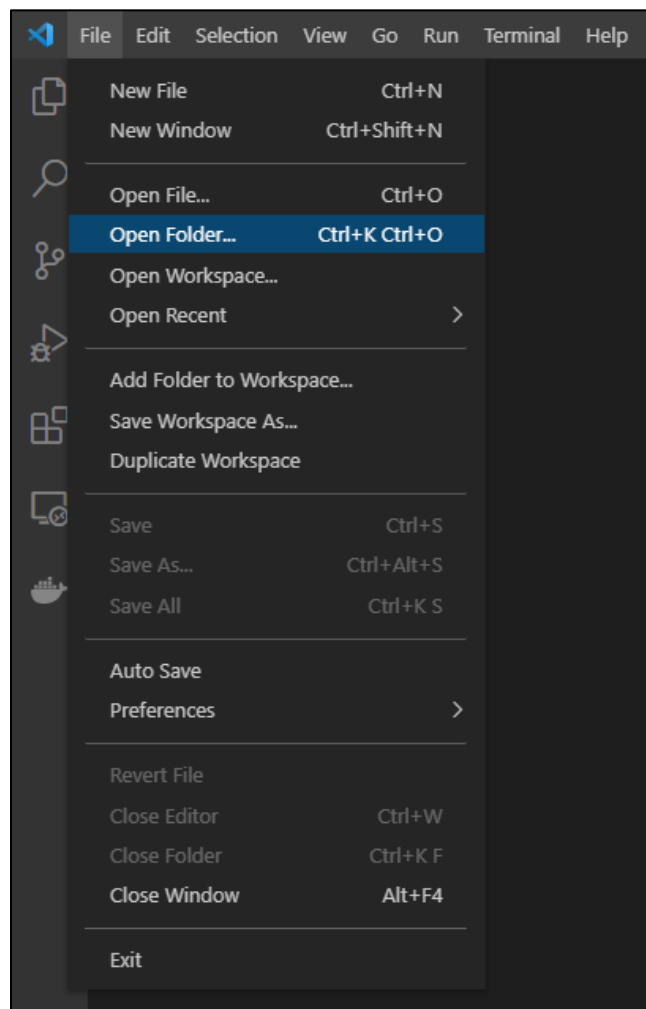 File Edit Selection View Go Run Terminal Help
New File Ctrl+N
New Window Ctrl+Shift+N
Open File... Ctrl+O
Open Folder... Ctrl+K Ctrl+O
Open Workspace...
Open Recent
Add Folder to Workspace...
Save Workspace As...
Duplicate Workspace
Save Ctrl+S
Save As... Ctrl+Alt+S
Save All Ctrl+K S
Auto Save
Preferences
Revert File
Close Editor Ctrl+W
Close Folder Ctrl+K F
Close Window Alt+F4
Exit